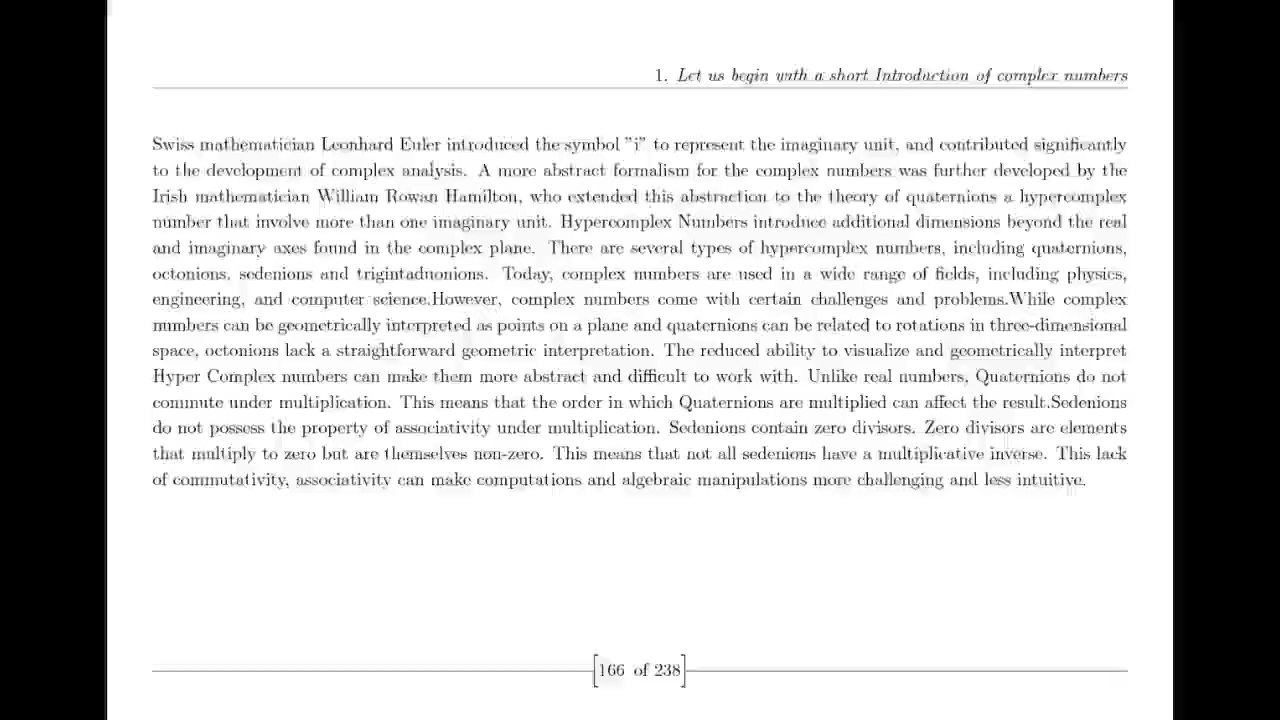 1. Let us begin with a short Introduction of complex numbers
Swiss mathematician Leonhard Euler introduced the symbol "i" to represent the imaginary unit, and contributed significantly
to the development of complex analysis. A more abstract formalism for the complex numbers was further developed by the
Irish mathematician William Rowan Hamilton, who extended this abstraction to the theory of quaternions a hypercomplex
number that involve more than one imaginary unit. Hypercomplex Numbers introduce additional dimensions beyond the real
and imaginary axes found in the complex plane. There are several types of hypercomplex numbers, including quaternions,
octonions, sedenions and trigintaduonions. Today, complex numbers are used in a wide range of fields, including physics,
engineering, and computer science.However, complex numbers come with certain challenges and problems.While complex
numbers can be geometrically interpreted as points on a plane and quaternions can be related to rotations in three-dimensional
space, octonions lack a straightforward geometric interpretation. The reduced ability to visualize and geometrically interpret
Hyper Complex numbers can make them more abstract and difficult to work with. Unlike real numbers, Quaternions do not
commute under multiplication. This means that the order in which Quaternions are multiplied can affect the result.Sedenions
do not possess the property of associativity under multiplication. Sedenions contain zero divisors. Zero divisors are elements
that multiply to zero but are themselves non-zero. This means that not all sedenions have a multiplicative inverse. This lack
of commutativity, associativity can make computations and algebraic manipulations more challenging and less intuitive.
166 of 238